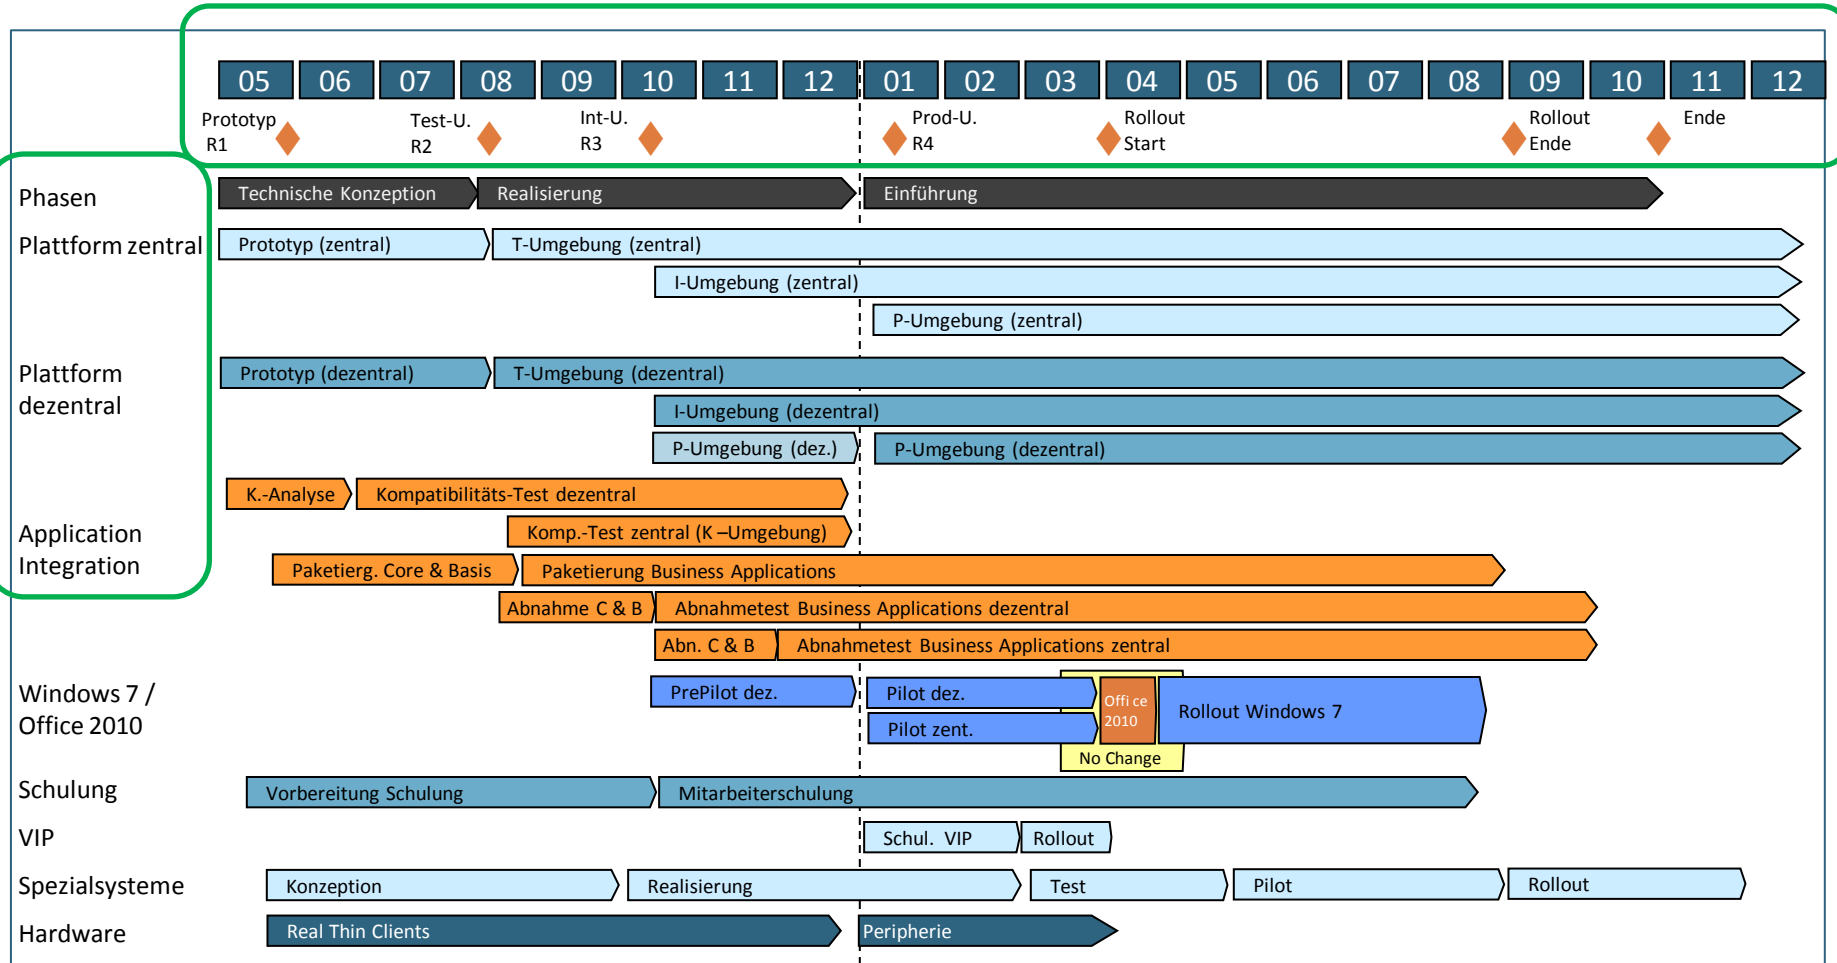 05 06 07 08 09 10 11 12 01 02 03 04 05 06 07 08 09 10 11 12
Prototyp
R1
Test-U.
R2
Int-U.
R3
Prod-U.
R4
Rollout
Start
Rollout
Ende
Ende
Phasen
Technische Konzeption
Realisierung
Einführung
Plattform zentral
Prototyp (zentral)
T-Umgebung (zentral)
I-Umgebung (zentral)
P-Umgebung (zentral)
Plattform
dezentral
Prototyp (dezentral)
T-Umgebung (dezentral)
I-Umgebung (dezentral)
P-Umgebung (dez.)
P-Umgebung (dezentral)
Application
Integration
K.-Analyse
Kompatibilitäts-Test dezentral
Komp.-Test zentral (K –Umgebung)
Paketierg. Core & Basis
Paketierung Business Applications
Abnahme C & B
Abnahmetest Business Applications dezentral
Abn. C & B
Abnahmetest Business Applications zentral
Windows 7 /
Office 2010
PrePilot dez.
Pilot dez.
Pilot zent.
Offi ce
2010
Rollout Windows 7
No Change
Schulung
Vorbereitung Schulung
Mitarbeiterschulung
VIP
Schul. VIP
Rollout
Spezialsysteme
Konzeption
Realisierung
Test
Pilot
Rollout
Hardware
Real Thin Clients
Peripherie